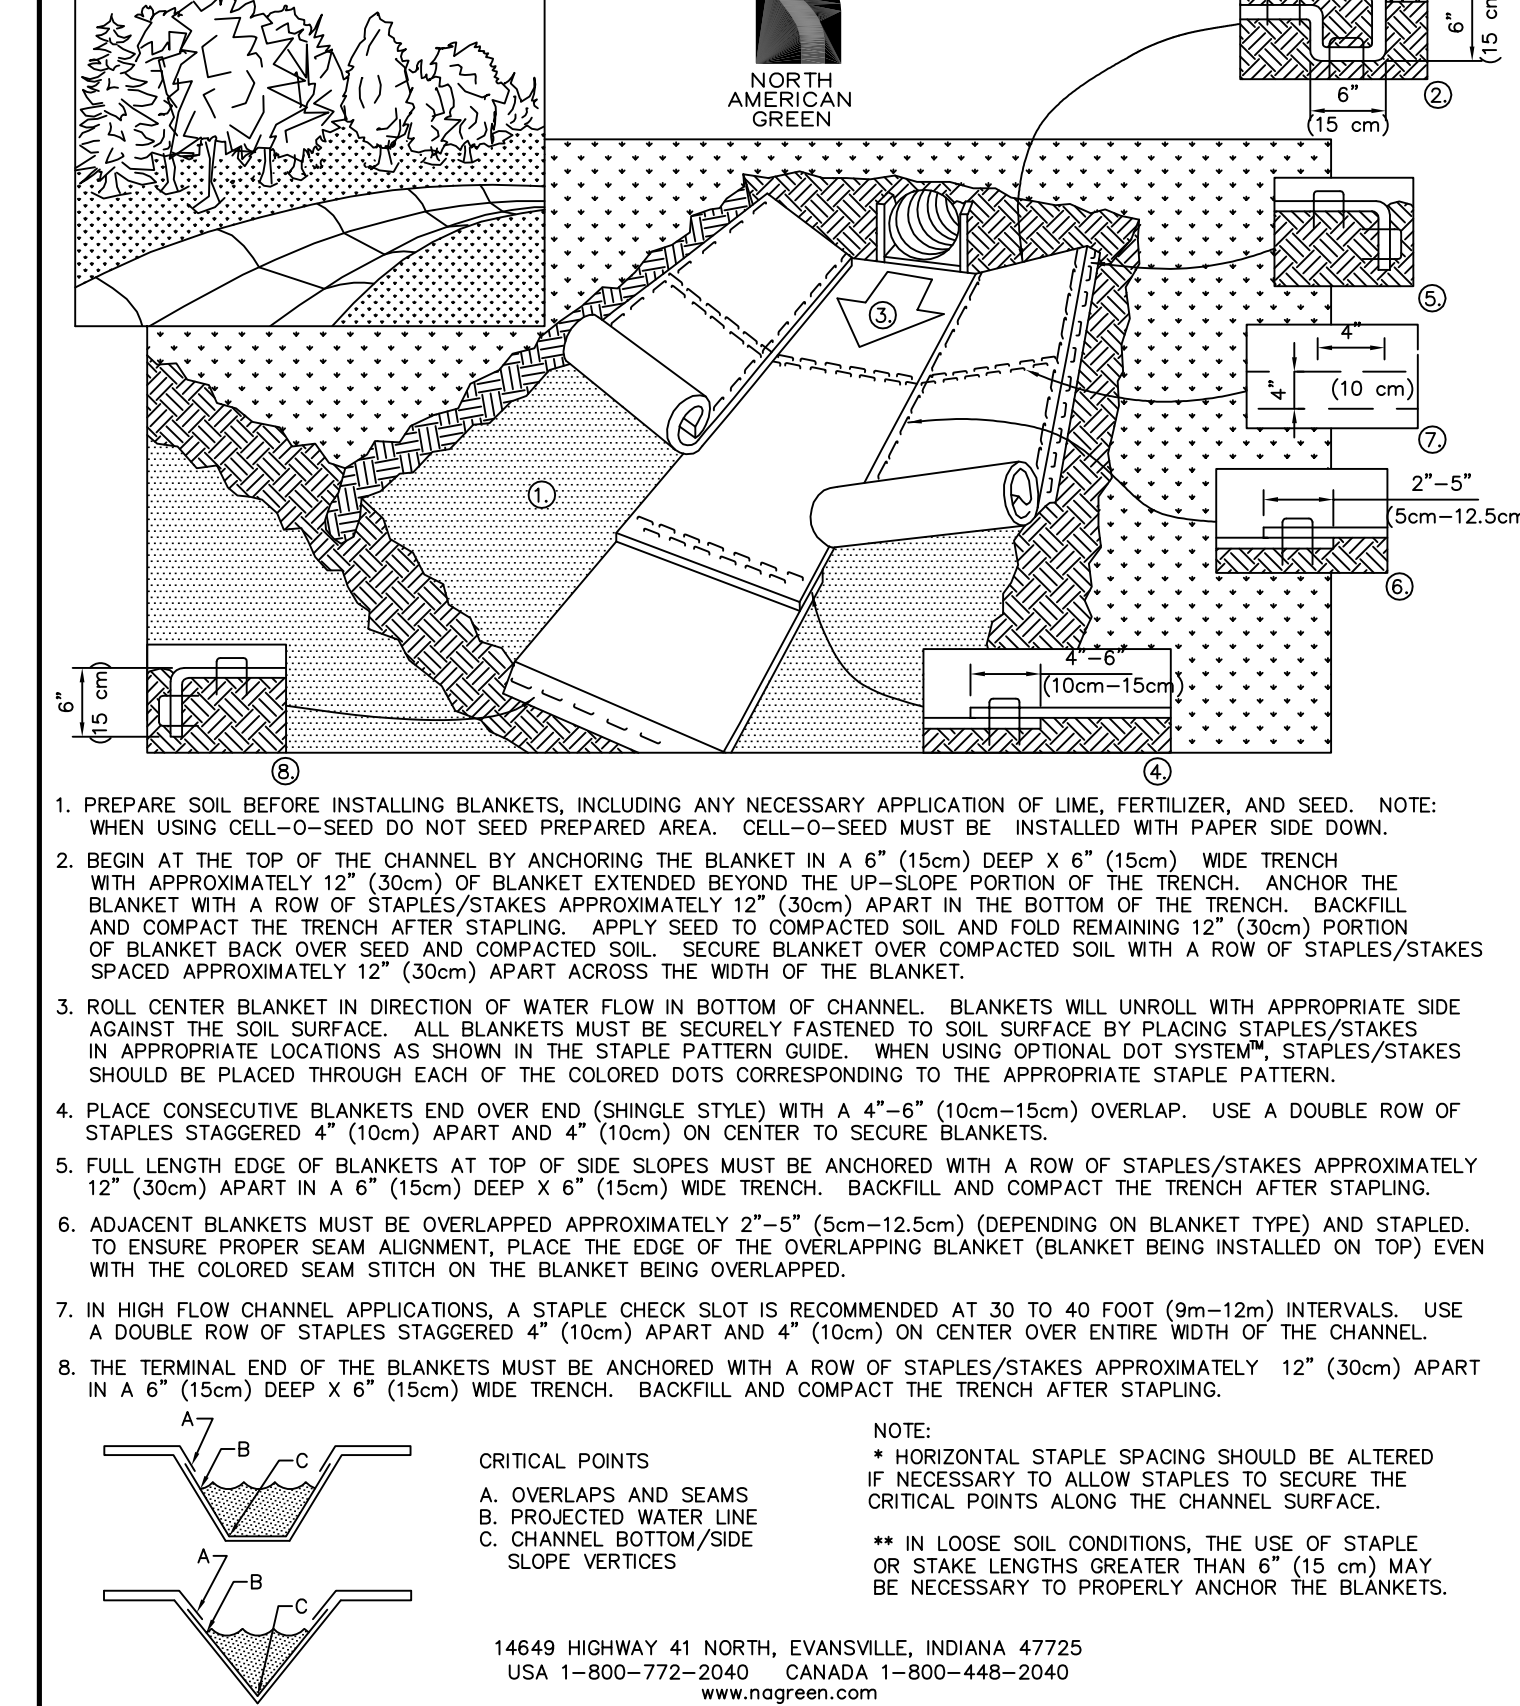 NORTH
AMERICAN
GREEN
6"
(15 cm)
6"
(15 cm)
2.
5.
3.
4"
4"
(10 cm)
7.
1.
2"-5"
(5cm-12.5cm
6.
6"
(15 cm)
8.
4"-6"
(10cm-15cm)
4.
1. PREPARE SOIL BEFORE INSTALLING BLANKETS, INCLUDING ANY NECESSARY APPLICATION OF LIME, FERTILIZER, AND SEED. NOTE:
WHEN USING CELL-O-SEED DO NOT SEED PREPARED AREA. CELL-O-SEED MUST BE INSTALLED WITH PAPER SIDE DOWN.
2. BEGIN AT THE TOP OF THE CHANNEL BY ANCHORING THE BLANKET IN A 6" (15cm) DEEP X 6" (15cm) WIDE TRENCH
WITH APPROXIMATELY 12" (30cm) OF BLANKET EXTENDED BEYOND THE UP-SLOPE PORTION OF THE TRENCH. ANCHOR THE
BLANKET WITH A ROW OF STAPLES/STAKES APPROXIMATELY 12" (30cm) APART IN THE BOTTOM OF THE TRENCH. BACKFILL
AND COMPACT THE TRENCH AFTER STAPLING. APPLY SEED TO COMPACTED SOIL AND FOLD REMAINING 12" (30cm) PORTION
OF BLANKET BACK OVER SEED AND COMPACTED SOIL. SECURE BLANKET OVER COMPACTED SOIL WITH A ROW OF STAPLES/STAKES
SPACED APPROXIMATELY 12" (30cm) APART ACROSS THE WIDTH OF THE BLANKET.
3. ROLL CENTER BLANKET IN DIRECTION OF WATER FLOW IN BOTTOM OF CHANNEL. BLANKETS WILL UNROLL WITH APPROPRIATE SIDE
AGAINST THE SOIL SURFACE. ALL BLANKETS MUST BE SECURELY FASTENED TO SOIL SURFACE BY PLACING STAPLES/STAKES
IN APPROPRIATE LOCATIONS AS SHOWN IN THE STAPLE PATTERN GUIDE. WHEN USING OPTIONAL DOT SYSTEM™, STAPLES/STAKES
SHOULD BE PLACED THROUGH EACH OF THE COLORED DOTS CORRESPONDING TO THE APPROPRIATE STAPLE PATTERN.
4. PLACE CONSECUTIVE BLANKETS END OVER END (SHINGLE STYLE) WITH A 4"-6" (10cm-15cm) OVERLAP. USE A DOUBLE ROW OF
STAPLES STAGGERED 4" (10cm) APART AND 4" (10cm) ON CENTER TO SECURE BLANKETS.
5. FULL LENGTH EDGE OF BLANKETS AT TOP OF SIDE SLOPES MUST BE ANCHORED WITH A ROW OF STAPLES/STAKES APPROXIMATELY
12" (30cm) APART IN A 6" (15cm) DEEP X 6" (15cm) WIDE TRENCH. BACKFILL AND COMPACT THE TRENCH AFTER STAPLING.
6. ADJACENT BLANKETS MUST BE OVERLAPPED APPROXIMATELY 2"-5" (5cm-12.5cm) (DEPENDING ON BLANKET TYPE) AND STAPLED.
TO ENSURE PROPER SEAM ALIGNMENT, PLACE THE EDGE OF THE OVERLAPPING BLANKET (BLANKET BEING INSTALLED ON TOP) EVEN
WITH THE COLORED SEAM STITCH ON THE BLANKET BEING OVERLAPPED.
7. IN HIGH FLOW CHANNEL APPLICATIONS, A STAPLE CHECK SLOT IS RECOMMENDED AT 30 TO 40 FOOT (9m-12m) INTERVALS. USE
A DOUBLE ROW OF STAPLES STAGGERED 4" (10cm) APART AND 4" (10cm) ON CENTER OVER ENTIRE WIDTH OF THE CHANNEL.
8. THE TERMINAL END OF THE BLANKETS MUST BE ANCHORED WITH A ROW OF STAPLES/STAKES APPROXIMATELY 12" (30cm) APART
IN A 6" (15cm) DEEP X 6" (15cm) WIDE TRENCH. BACKFILL AND COMPACT THE TRENCH AFTER STAPLING.
A
B
C
A
B
C
CRITICAL POINTS
A. OVERLAPS AND SEAMS
B. PROJECTED WATER LINE
C. CHANNEL BOTTOM/SIDE
SLOPE VERTICES
NOTE:
* HORIZONTAL STAPLE SPACING SHOULD BE ALTERED
IF NECESSARY TO ALLOW STAPLES TO SECURE THE
CRITICAL POINTS ALONG THE CHANNEL SURFACE.
** IN LOOSE SOIL CONDITIONS, THE USE OF STAPLE
OR STAKE LENGTHS GREATER THAN 6" (15 cm) MAY
BE NECESSARY TO PROPERLY ANCHOR THE BLANKETS.
14649 HIGHWAY 41 NORTH, EVANSVILLE, INDIANA 47725
USA 1-800-772-2040 CANADA 1-800-448-2040
www.nagreen.com